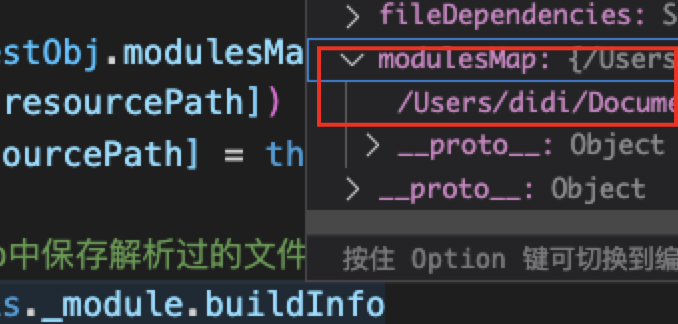 estObj.modulesMa
resourcePath])
ourcePath] = th
中保存解析过的文件
s._module.buildInfo
fileDependencies: S
modulesMap: {/Users
/Users/didi/Docume
__proto__: Object
__proto__: Object
按住 Option 键可切换到编